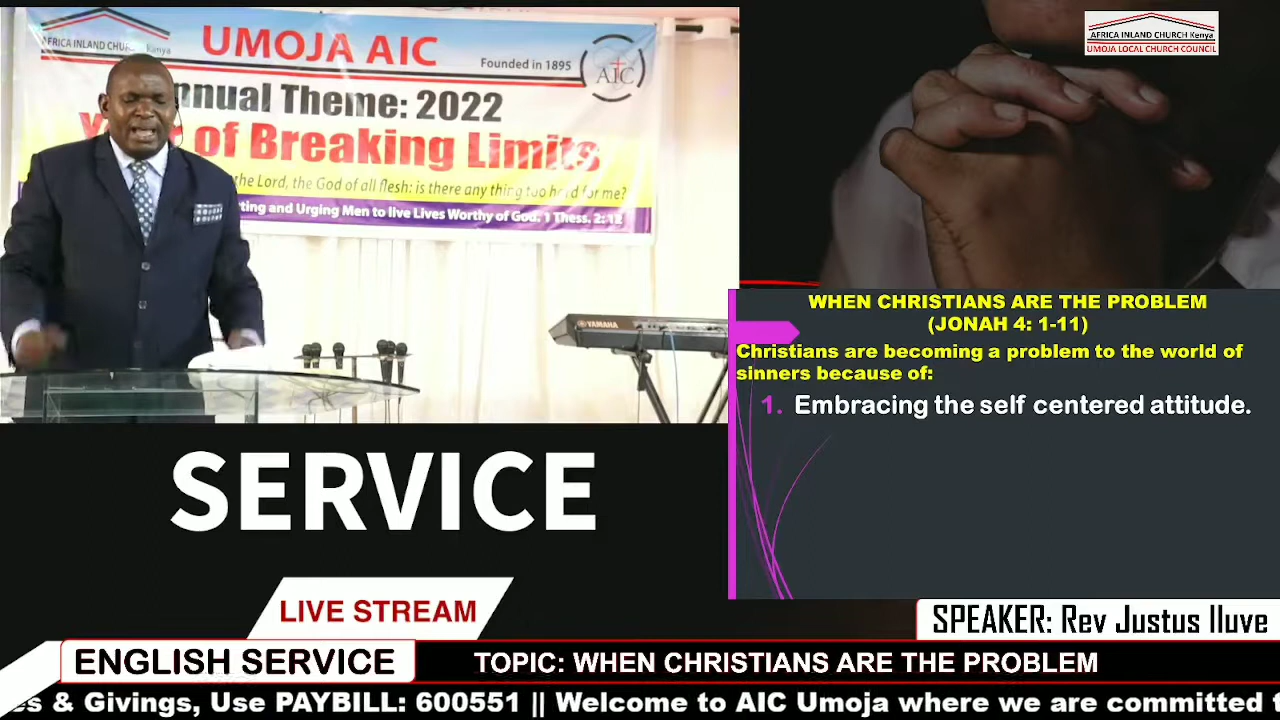 AFRICA INLAND CHURCH Kenya
UMOJA AIC
Founded in 1895
AIC
Annual Theme: 2022
Year of Breaking Limits
the Lord, the God of all flesh: is there any thing too hard for me?
ting and Urging Men to live Lives Worthy of God. 1 Thess. 2: 12
YAMAHA
AFRICA INLAND CHURCH Kenya
UMOJA LOCAL CHURCH COUNCIL
WHEN CHRISTIANS ARE THE PROBLEM
(JONAH 4: 1-11)
Christians are becoming a problem to the world of
sinners because of:
1. Embracing the self centered attitude.
SERVICE
LIVE STREAM
SPEAKER: Rev Justus Iluve
ENGLISH SERVICE
TOPIC: WHEN CHRISTIANS ARE THE PROBLEM
es & Givings, Use PAYBILL: 600551 || Welcome to AIC Umoja where we are committed t